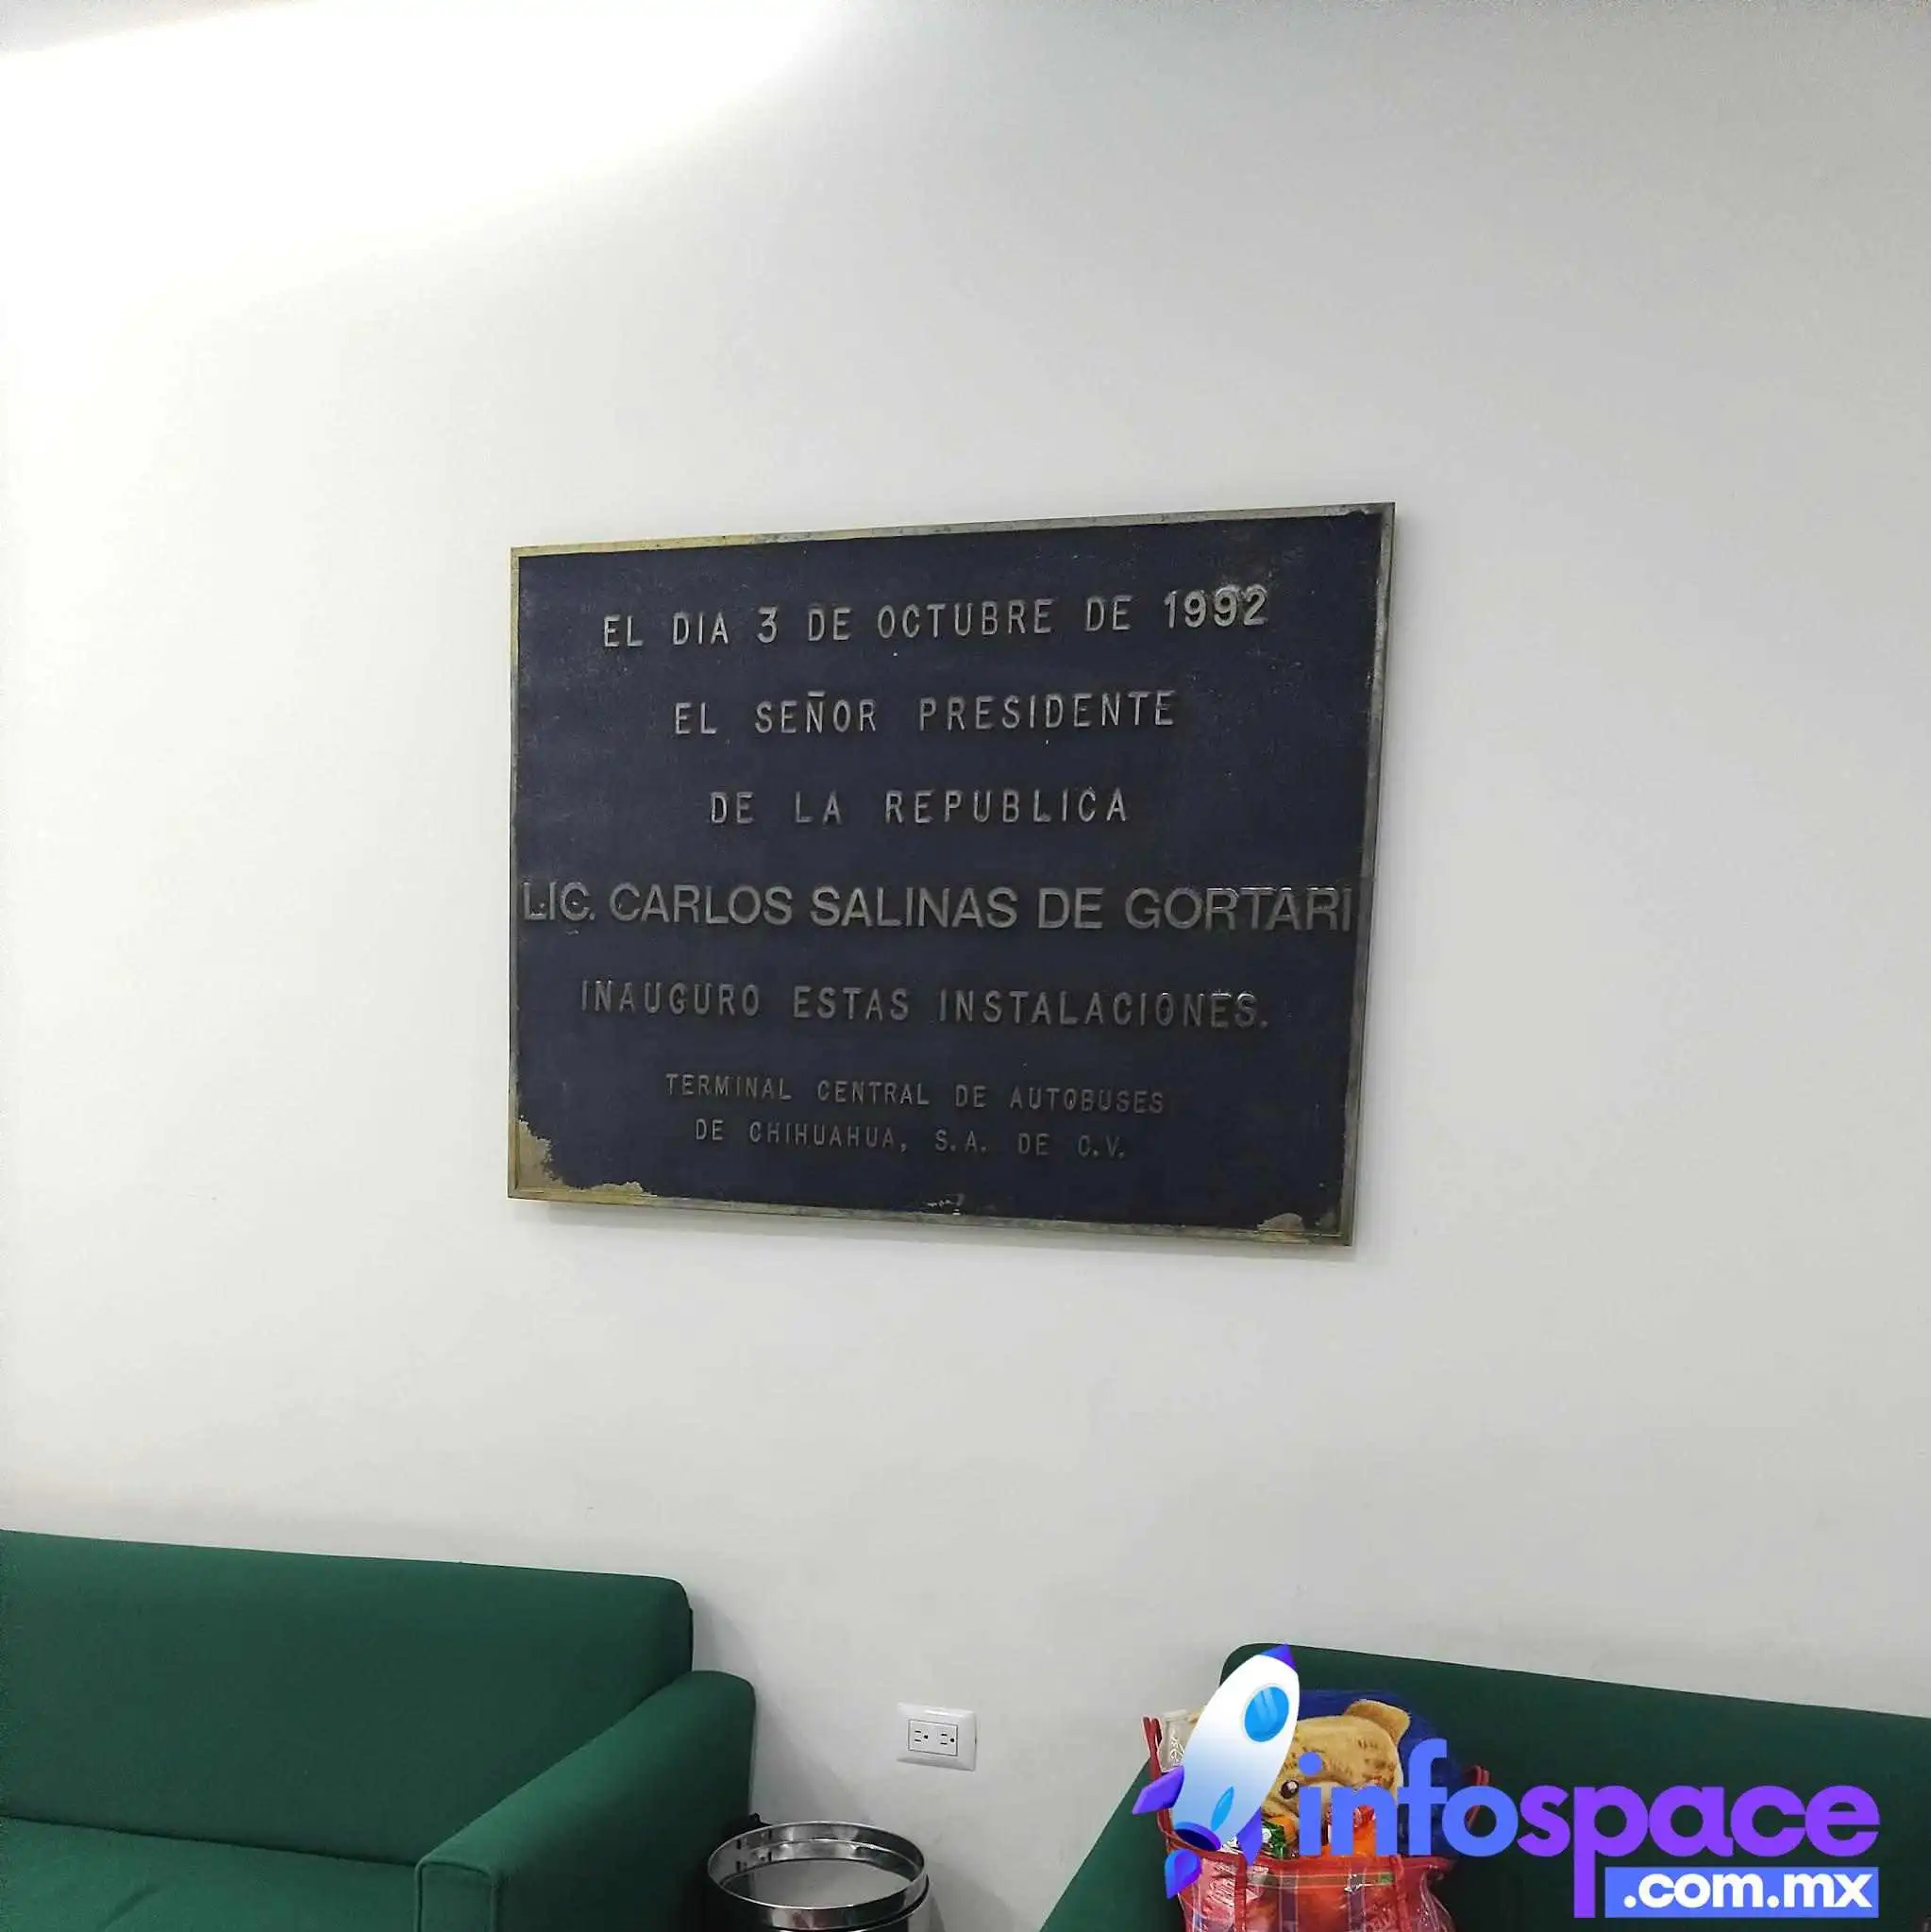 EL DIA 3 DE OCTUBRE DE 1992
EL SEÑOR PRESIDENTE
DE LA REPUBLICA
LIC. CARLOS SALINAS DE GORTARI
INAUGURO ESTAS INSTALACIONES.
TERMINAL CENTRAL DE AUTOBUSES
DE CHIHUAHUA, S.A. DE C.V.
infospace
.com.mx